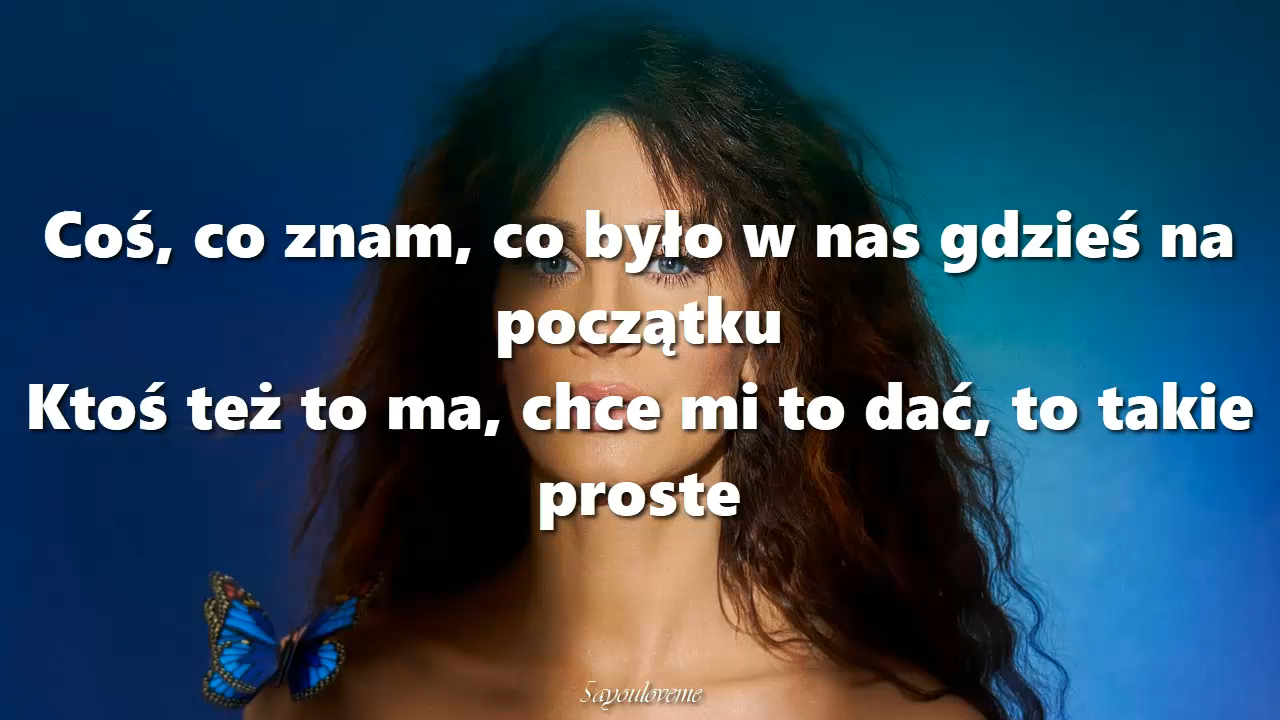 Coś, co znam, co było w nas gdzieś na
początku
Ktoś też to ma, chce mi to dać, to takie
proste
Sayouloveme